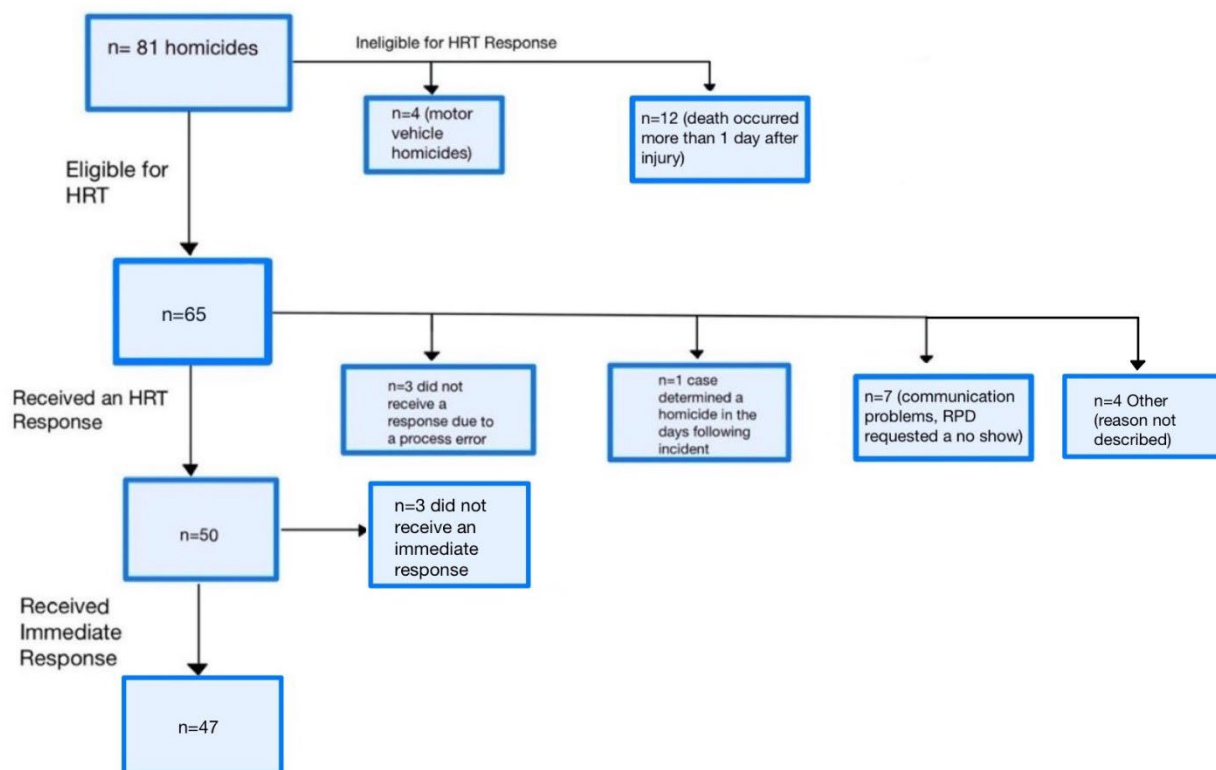 n= 81 homicides
Ineligible for HRT Response
n=4 (motor
vehicle
homicides)
n=12 (death occurred
more than 1 day after
injury)
Eligible for
HRT
n=65
Received an HRT
Response
n=3 did not
receive a
response due to
a process error
n=1 case
determined a
homicide in the
days following
incident
n=7 (communication
problems, RPD
requested a no show)
n=4 Other
(reason not
described)
n=50
n=3 did not
receive an
immediate
response
Received
Immediate
Response
n=47